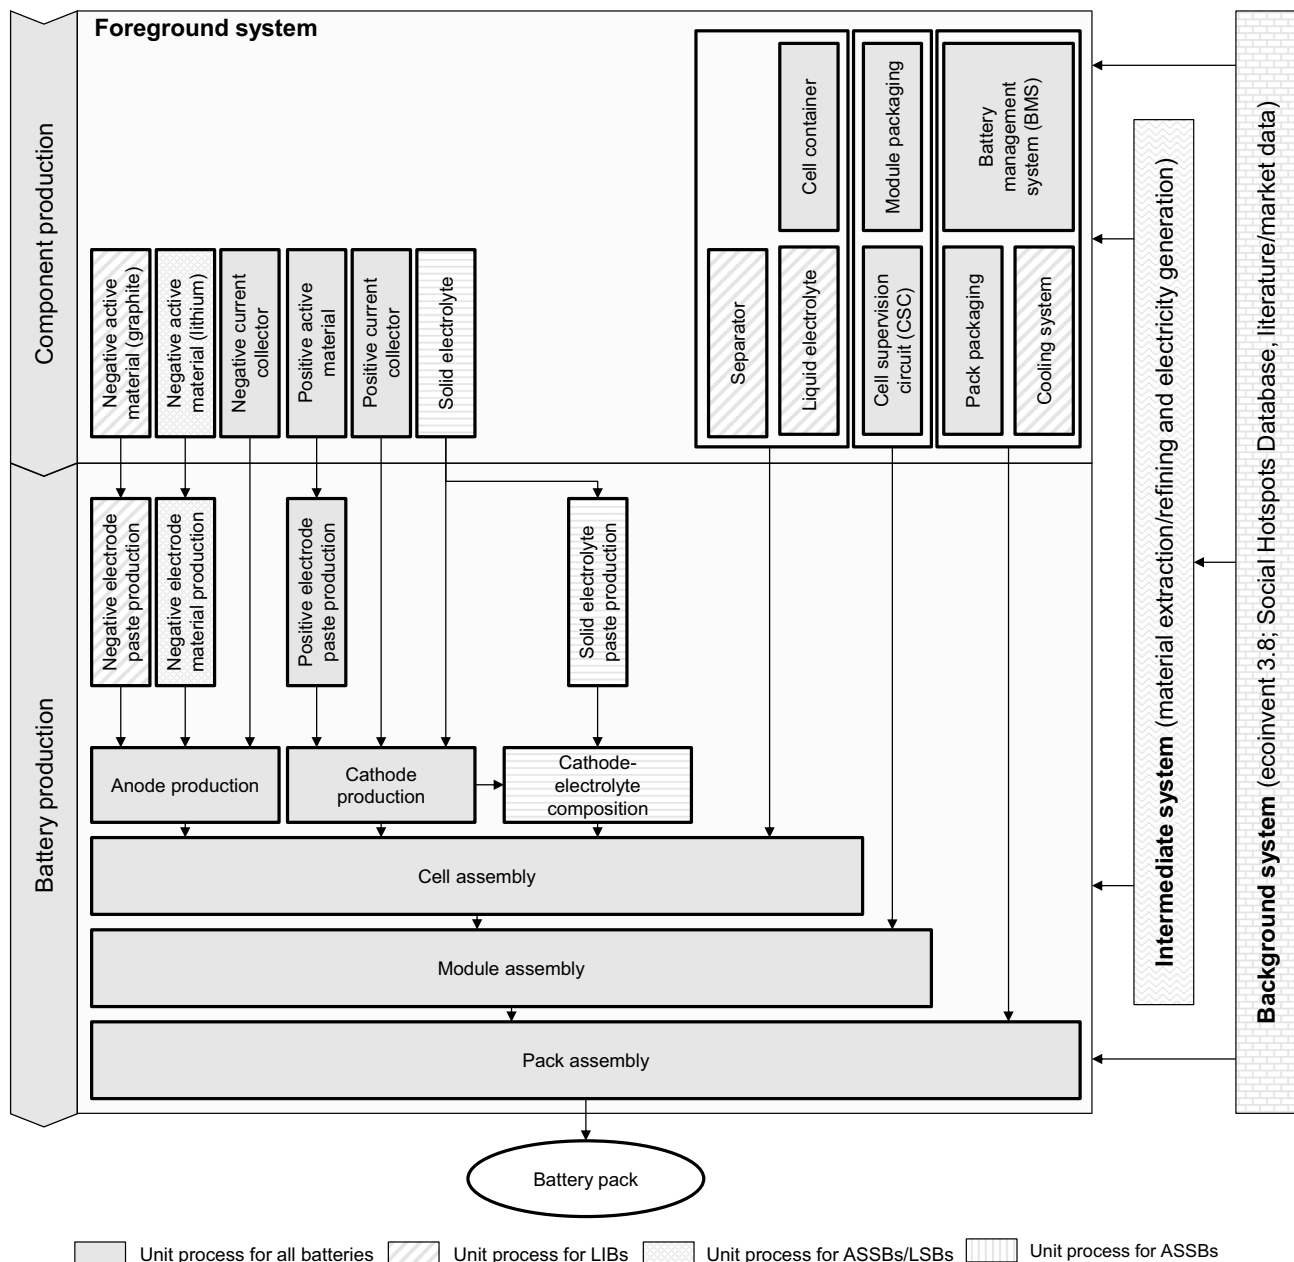 Foreground system
Component production
Battery production
Cell container
Module packaging
Battery
management
system (BMS)
Negative active
material (graphite)
Negative active
material (lithium)
Negative current
collector
Positive active
material
Positive current
collector
Solid electrolyte
Separator
Liquid electrolyte
Cell supervision
circuit (CSC)
Pack packaging
Cooling system
Negative electrode
paste production
Negative electrode
material production
Positive electrode
paste production
Solid electrolyte
paste production
Anode production
Cathode
production
Cathode-
electrolyte
composition
Cell assembly
Module assembly
Pack assembly
Battery pack
Intermediate system (material extraction/refining and electricity generation)
Background system (ecoinvent 3.8; Social Hotspots Database, literature/market data)
Unit process for all batteries
Unit process for LIBs
Unit process for ASSBs/LSBs
Unit process for ASSBs